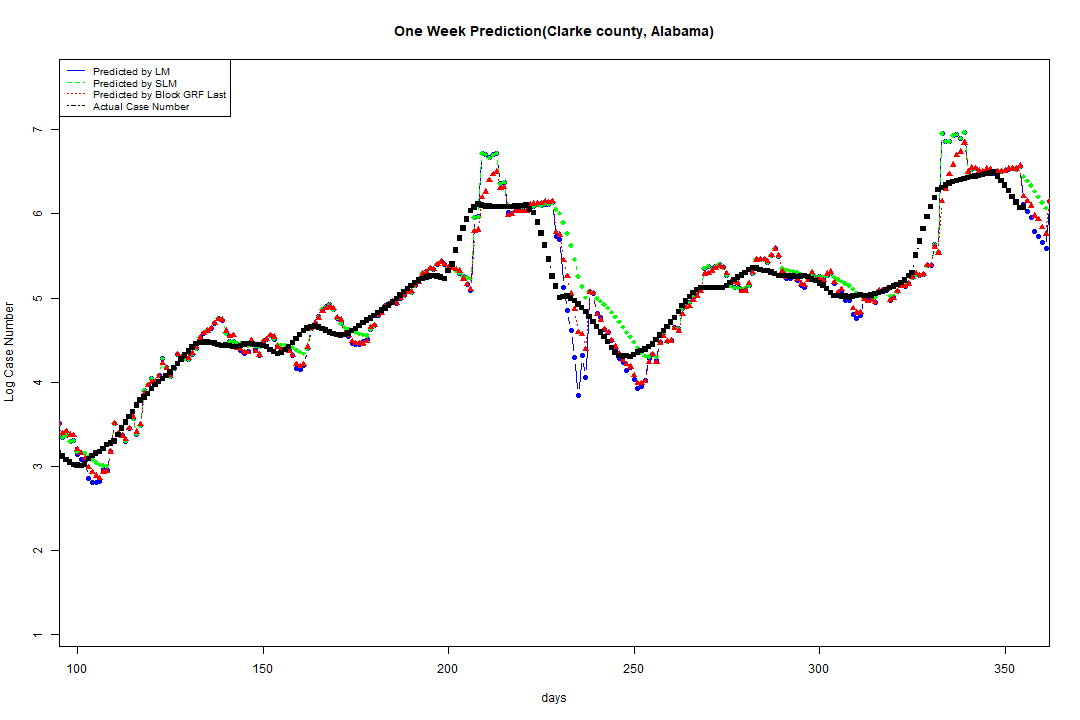 One Week Prediction(Clarke county, Alabama)
Predicted by LM
Predicted by SLM
Predicted by Block GRF Last
Actual Case Number
Log Case Number
7
6
5
4
3
2
1
100 150 200 250 300 350
days